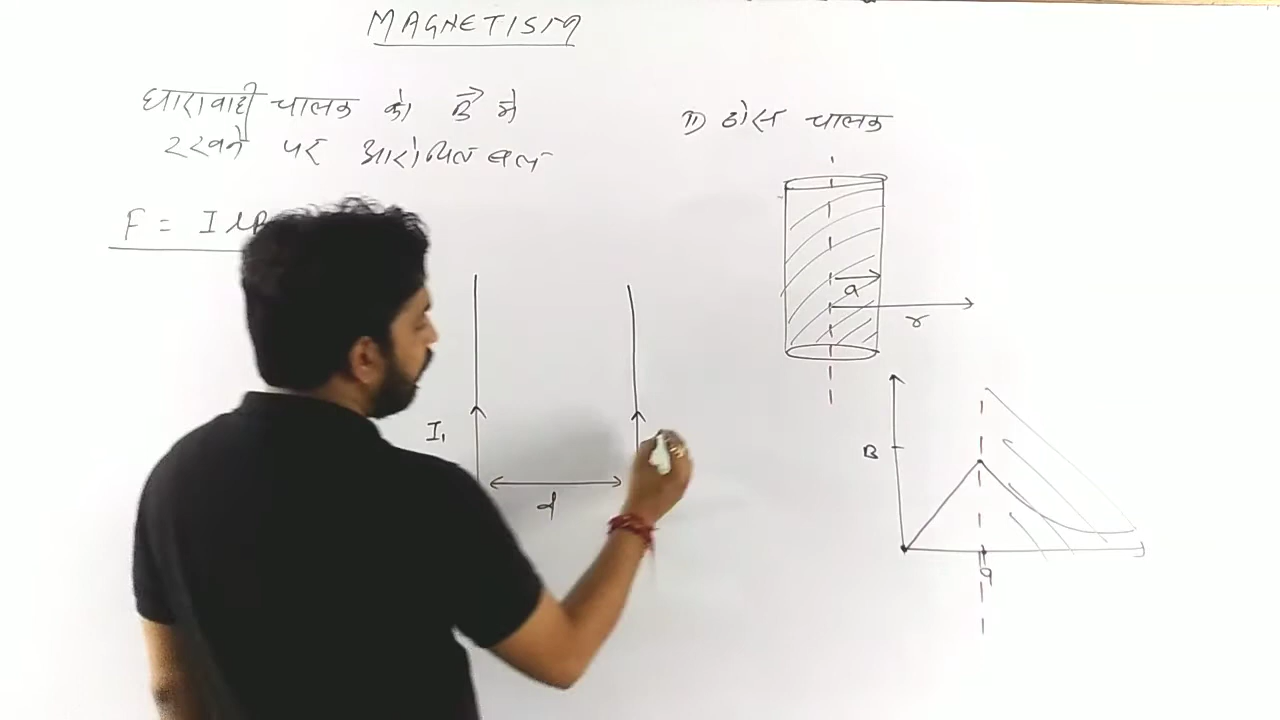 MAGNETISM
धारावाही चालक को B⃗ मे
रखने पर आरोपित बल
F = I l B
I₁
d
II) ठोस चालक
a
r
B
a